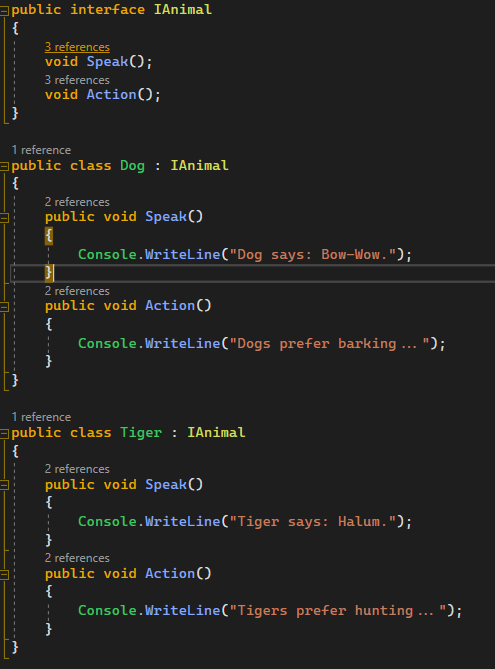 public interface IAnimal
{
3 references
void Speak();
3 references
void Action();
}
1 reference
public class Dog : IAnimal
{
2 references
public void Speak()
{
Console.WriteLine("Dog says: Bow-Wow.");
}
2 references
public void Action()
{
Console.WriteLine("Dogs prefer barking...");
}
}
1 reference
public class Tiger : IAnimal
{
2 references
public void Speak()
{
Console.WriteLine("Tiger says: Halum.");
}
2 references
public void Action()
{
Console.WriteLine("Tigers prefer hunting...");
}
}